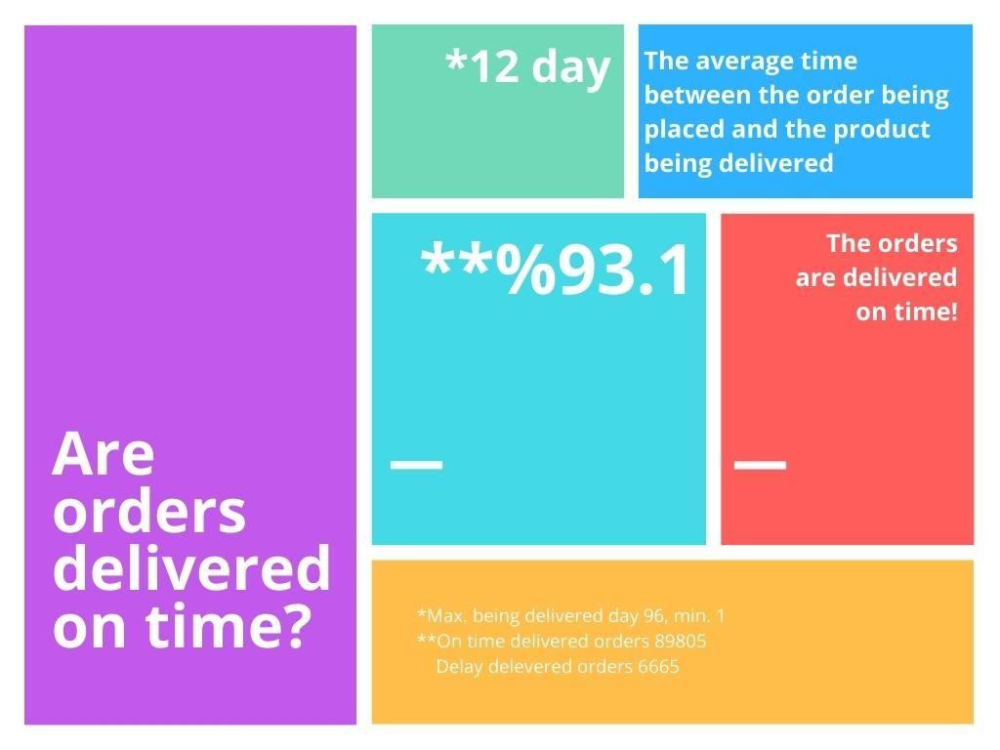 Are
orders
delivered
on time?
*12 day
The average time
between the order being
placed and the product
being delivered
**%93.1
The orders
are delivered
on time!
*Max. being delivered day 96, min. 1
**On time delivered orders 89805
Delay delevered orders 6665